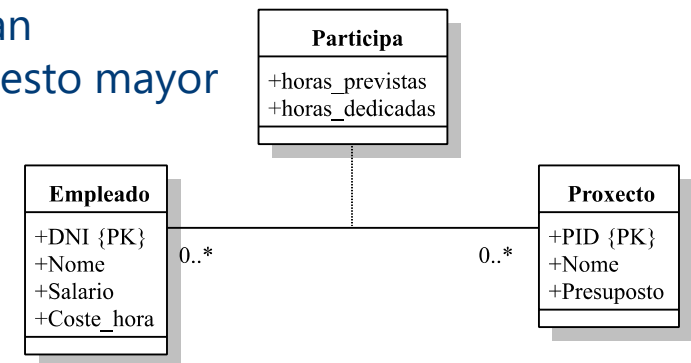 an
esto mayor
Participa
+horas_previstas
+horas_dedicadas
Empleado
+DNI {PK}
+Nome
+Salario
+Coste_hora
0..*
0..*
Proxecto
+PID {PK}
+Nome
+Presuposto